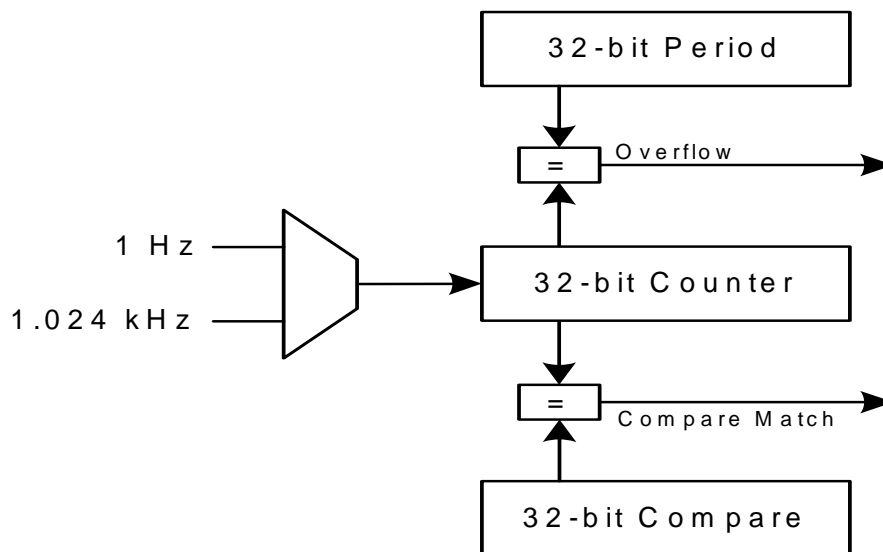 32-bit Period
Overflow
=
1 Hz
32-bit Counter
1.024 kHz
=
Compare Match
32-bit Compare